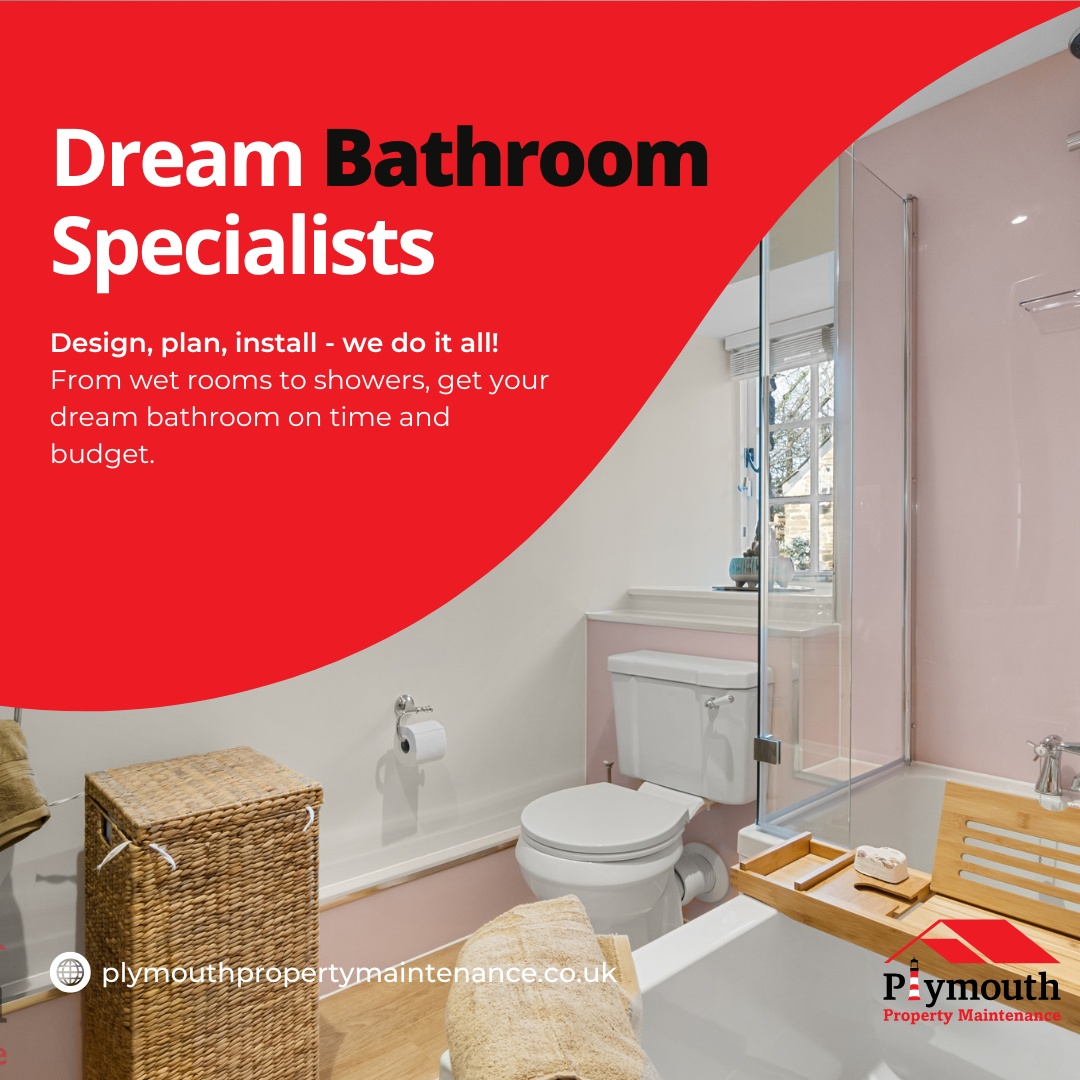 Dream Bathroom
Specialists
Design, plan, install - we do it all!
From wet rooms to showers, get your
dream bathroom on time and
budget.
plymouthpropertymaintenance.co.uk
Plymouth
Property Maintenance